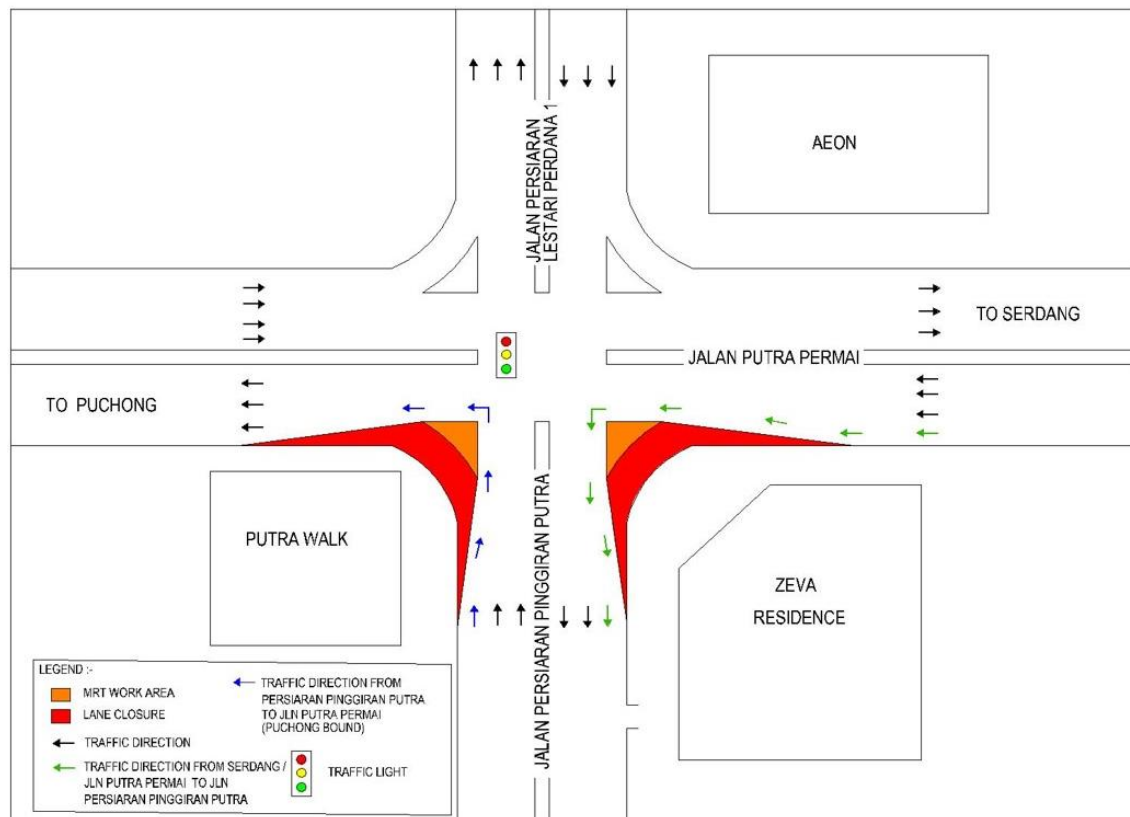 JALAN PERSIARAN
LESTARI PERDANA 1
AEON
TO SERDANG
JALAN PUTRA PERMAI
TO PUCHONG
PUTRA WALK
JALAN PERSIARAN PINGGIRAN PUTRA
ZEVA
RESIDENCE
LEGEND :-
MRT WORK AREA
LANE CLOSURE
TRAFFIC DIRECTION
TRAFFIC DIRECTION FROM SERDANG /
JLN PUTRA PERMAI TO JLN
PERSIARAN PINGGIRAN PUTRA
TRAFFIC DIRECTION FROM
PERSIARAN PINGGIRAN PUTRA
TO JLN PUTRA PERMAI
(PUCHONG BOUND)
TRAFFIC LIGHT